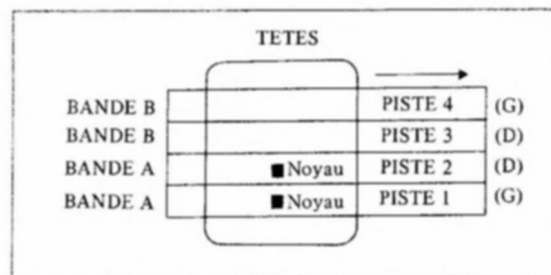 TETES
BANDE B PISTE 4 (G)
BANDE B PISTE 3 (D)
BANDE A ■ Noyau PISTE 2 (D)
BANDE A ■ Noyau PISTE 1 (G)